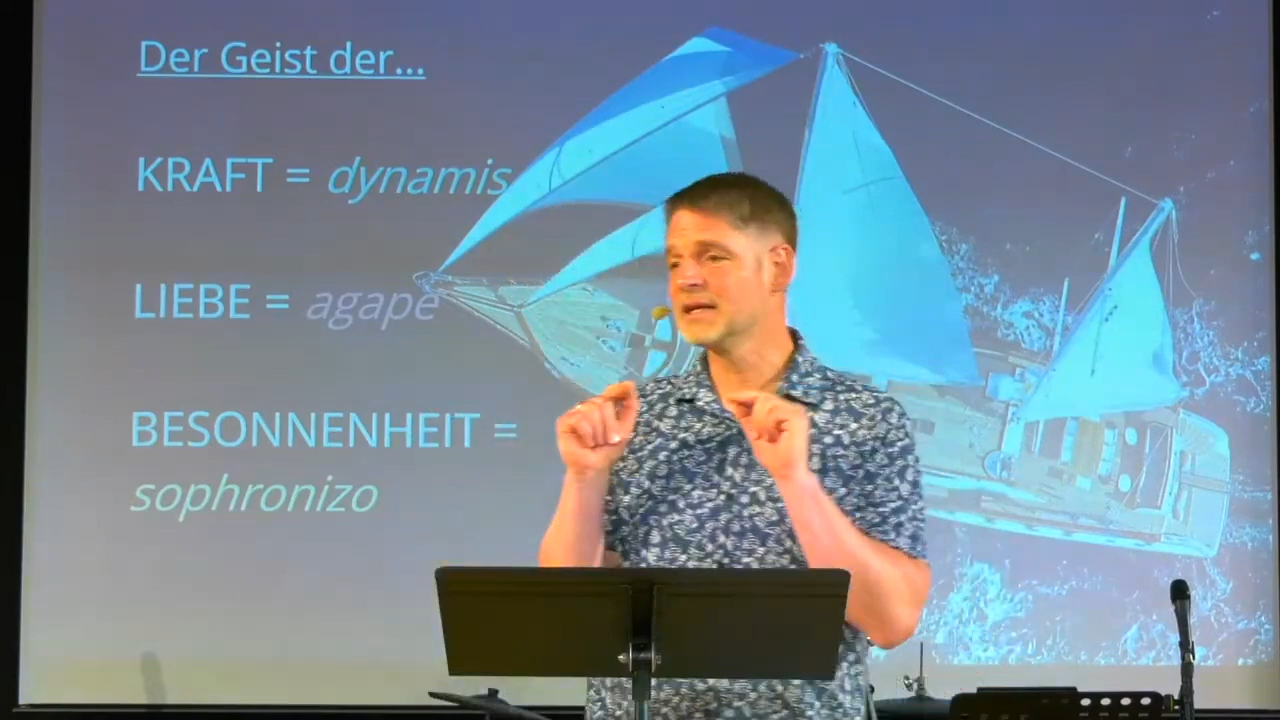 Der Geist der...
KRAFT = dynamis
LIEBE = agape
BESONNENHEIT =
sophronizo